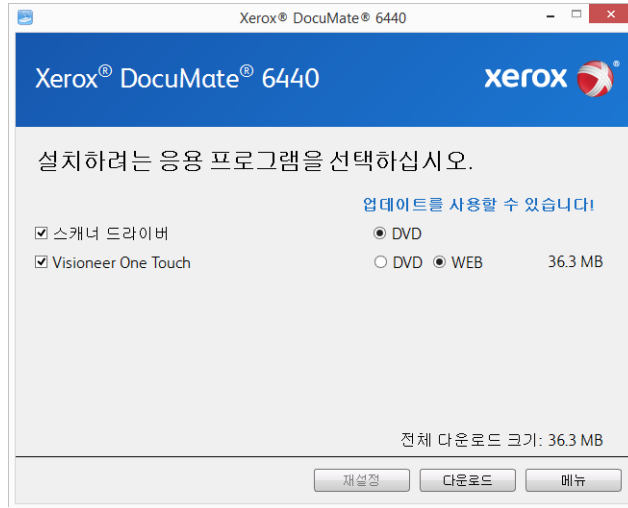 Xerox® DocuMate® 6440
Xerox® DocuMate® 6440
xerox®
설치하려는 응용 프로그램을 선택하십시오.
업데이트를 사용할 수 있습니다!
스캐너 드라이버 DVD
Visioneer One Touch DVD WEB 36.3 MB
전체 다운로드 크기: 36.3 MB
재설정 다운로드 메뉴